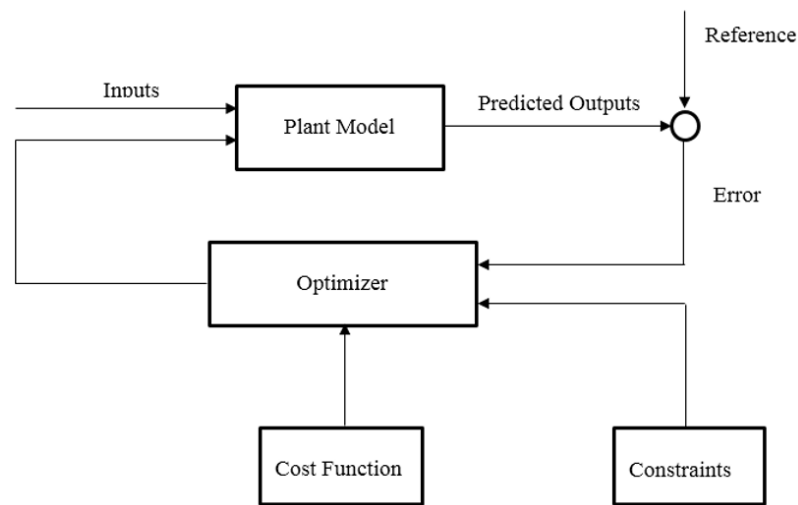 Reference
Inputs
Predicted Outputs
Plant Model
Error
Optimizer
Cost Function
Constraints